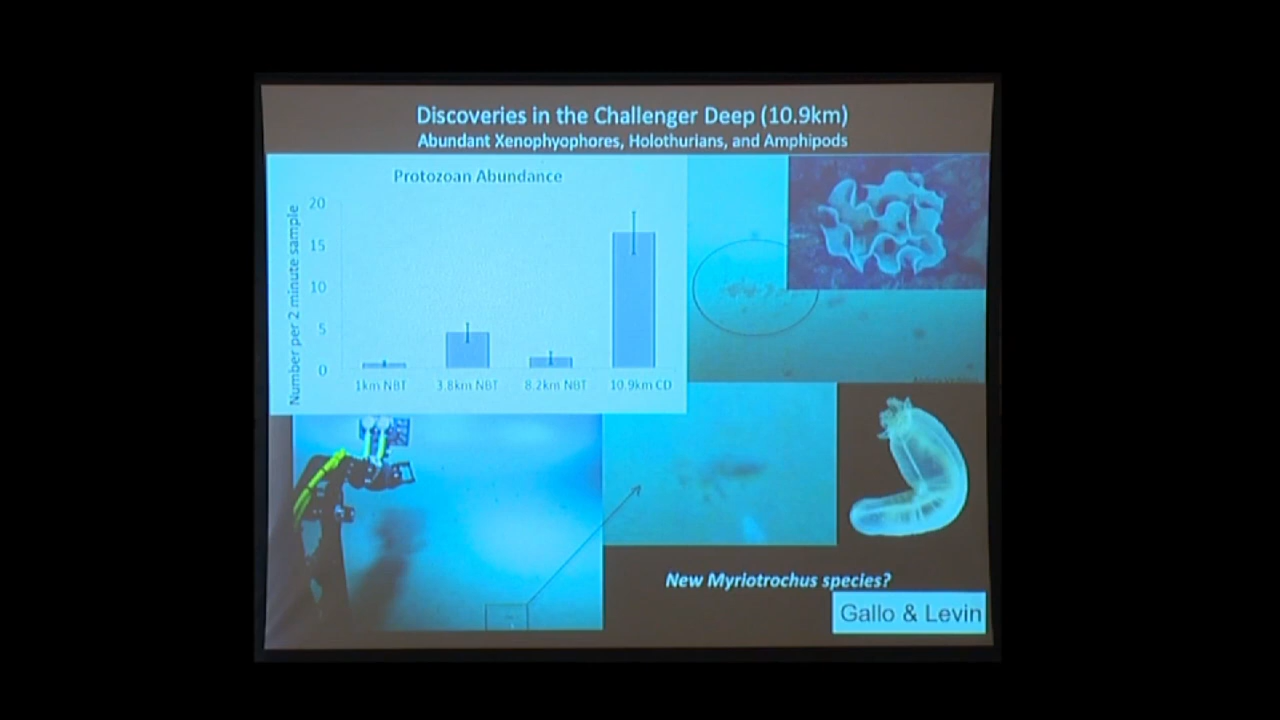 Discoveries in the Challenger Deep (10.9km)
Abundant Xenophyophores, Holothurians, and Amphipods
Protozoan Abundance
Number per 2 minute sample
20
15
10
5
0
1km NBT
3.8km NBT
8.2km NBT
10.9km CD
New Myriotrochus species?
Gallo & Levin